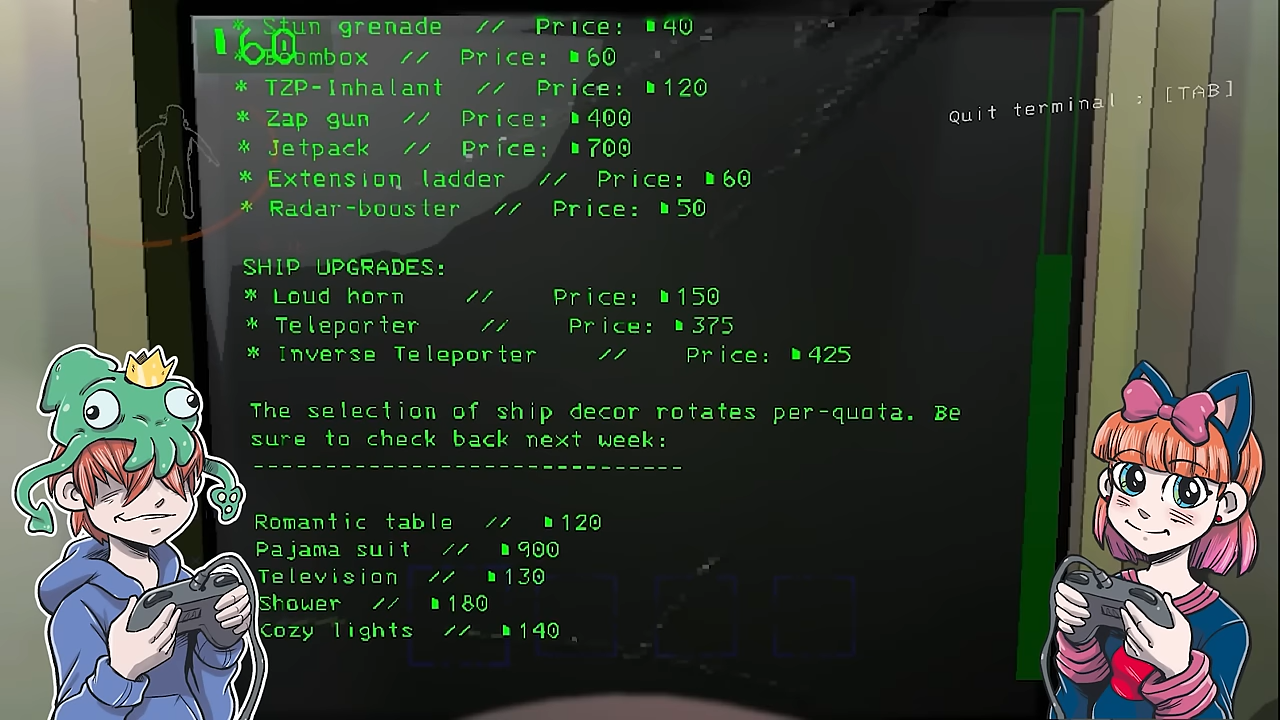 * Stun grenade // Price: ▮40
▮60
* Boombox // Price: ▮60
* TZP-Inhalant // Price: ▮120
Quit terminal : [TAB]
* Zap gun // Price: ▮400
* Jetpack // Price: ▮700
* Extension ladder // Price: ▮60
* Radar-booster // Price: ▮50
SHIP UPGRADES:
* Loud horn // Price: ▮150
* Teleporter // Price: ▮375
* Inverse Teleporter // Price: ▮425
The selection of ship decor rotates per-quota. Be
sure to check back next week:
------------------------------
Romantic table // ▮120
Pajama suit // ▮900
Television // ▮130
Shower // ▮180
Cozy lights // ▮140